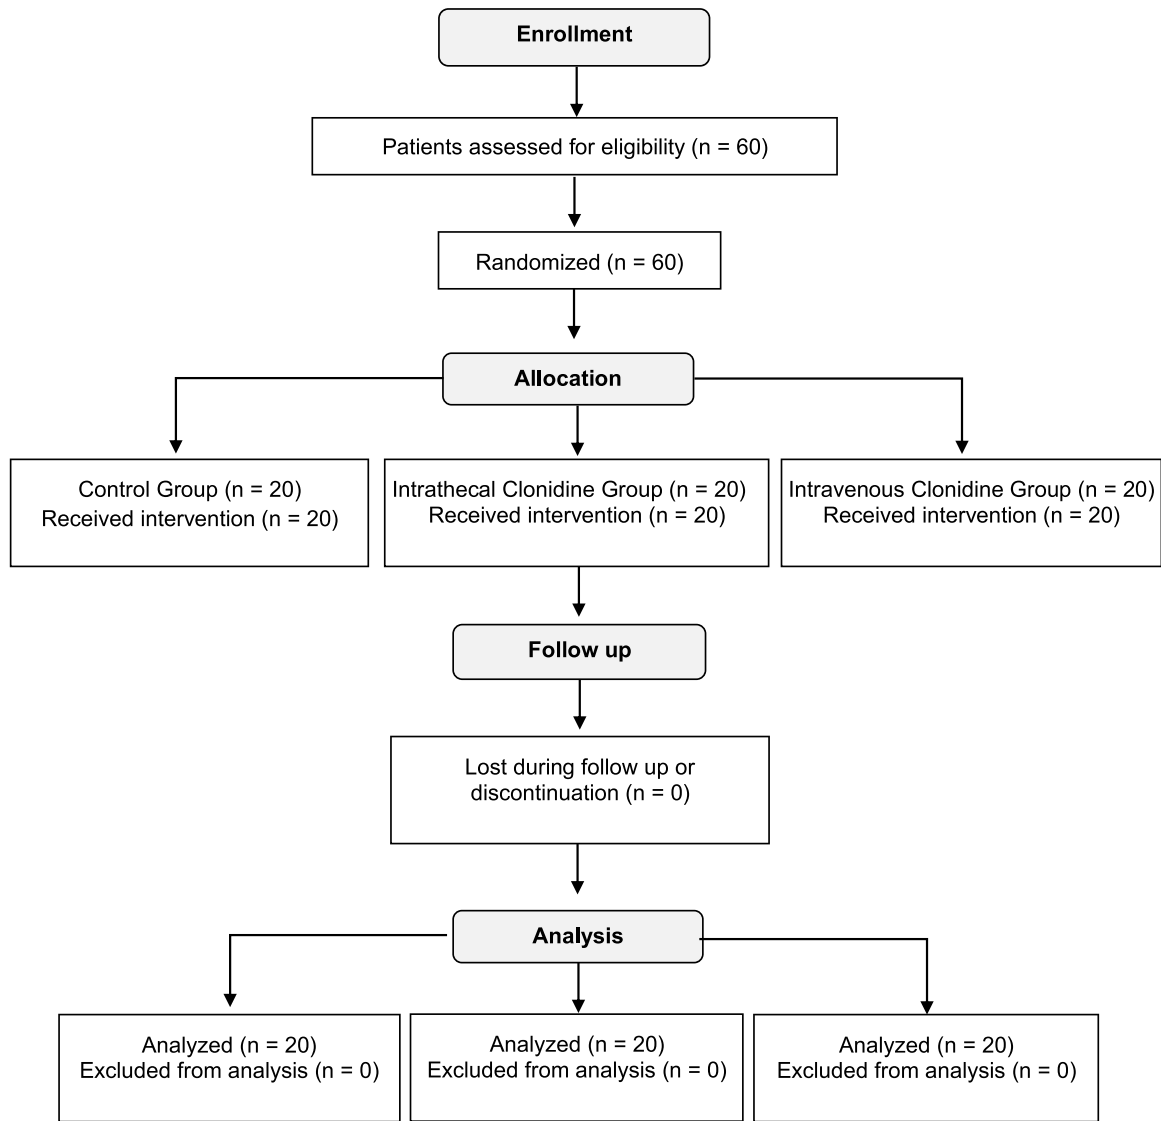 Enrollment
Patients assessed for eligibility (n = 60)
Randomized (n = 60)
Allocation
Control Group (n = 20)
Received intervention (n = 20)
Intrathecal Clonidine Group (n = 20)
Received intervention (n = 20)
Intravenous Clonidine Group (n = 20)
Received intervention (n = 20)
Follow up
Lost during follow up or
discontinuation (n = 0)
Analysis
Analyzed (n = 20)
Excluded from analysis (n = 0)
Analyzed (n = 20)
Excluded from analysis (n = 0)
Analyzed (n = 20)
Excluded from analysis (n = 0)